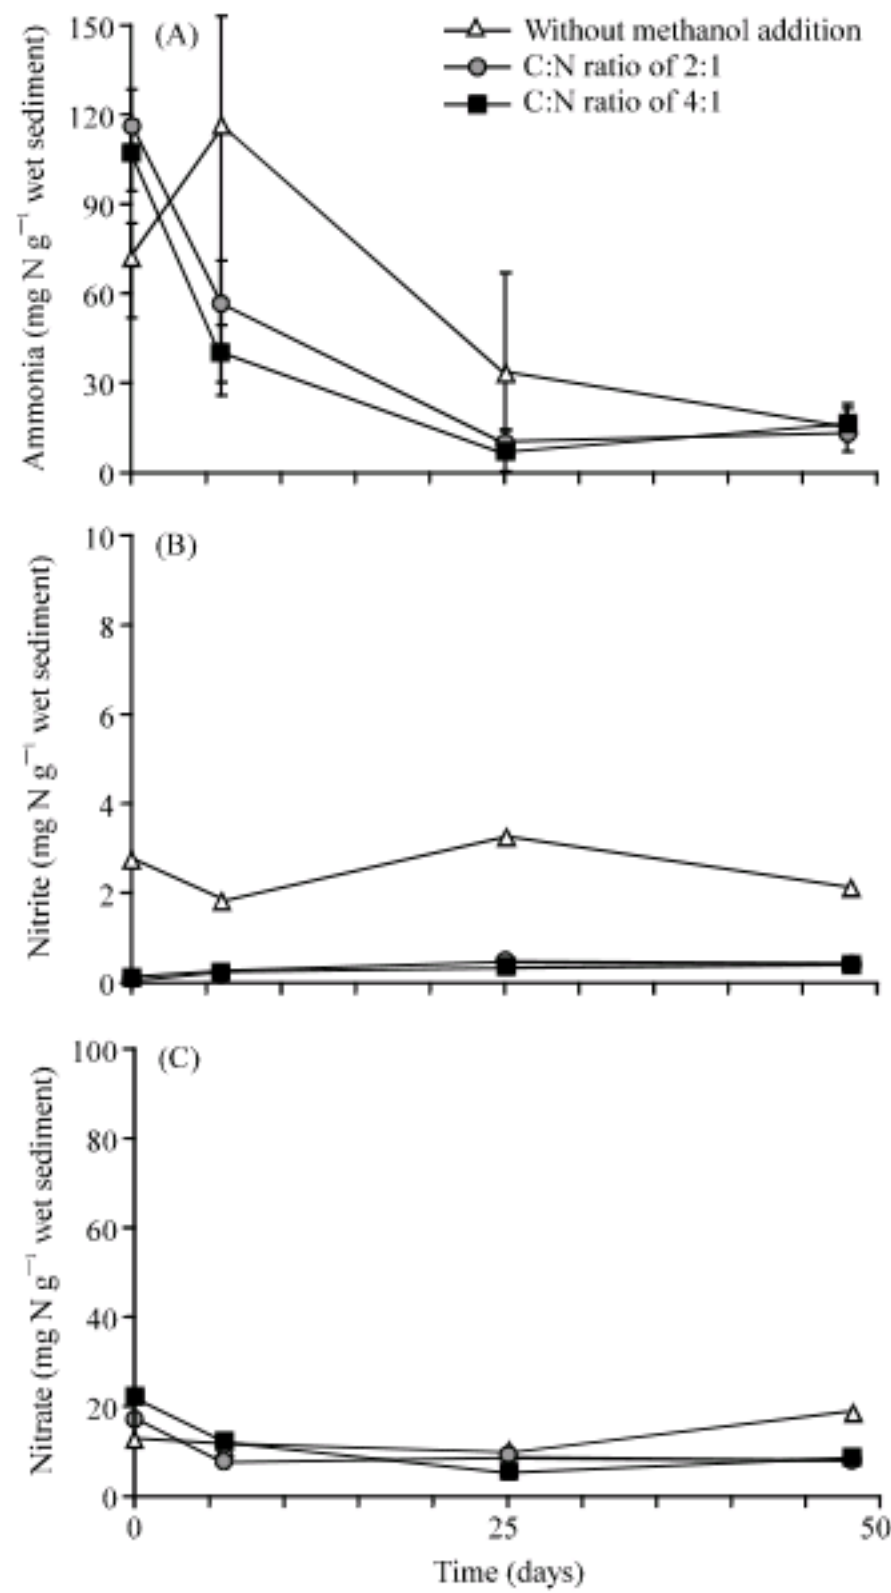 (A)
Without methanol addition
C:N ratio of 2:1
C:N ratio of 4:1
150
120
90
60
30
0
Ammonia (mg N g⁻¹ wet sediment)
(B)
10
8
6
4
2
0
Nitrite (mg N g⁻¹ wet sediment)
(C)
100
80
60
40
20
0
Nitrate (mg N g⁻¹ wet sediment)
0 25 50
Time (days)